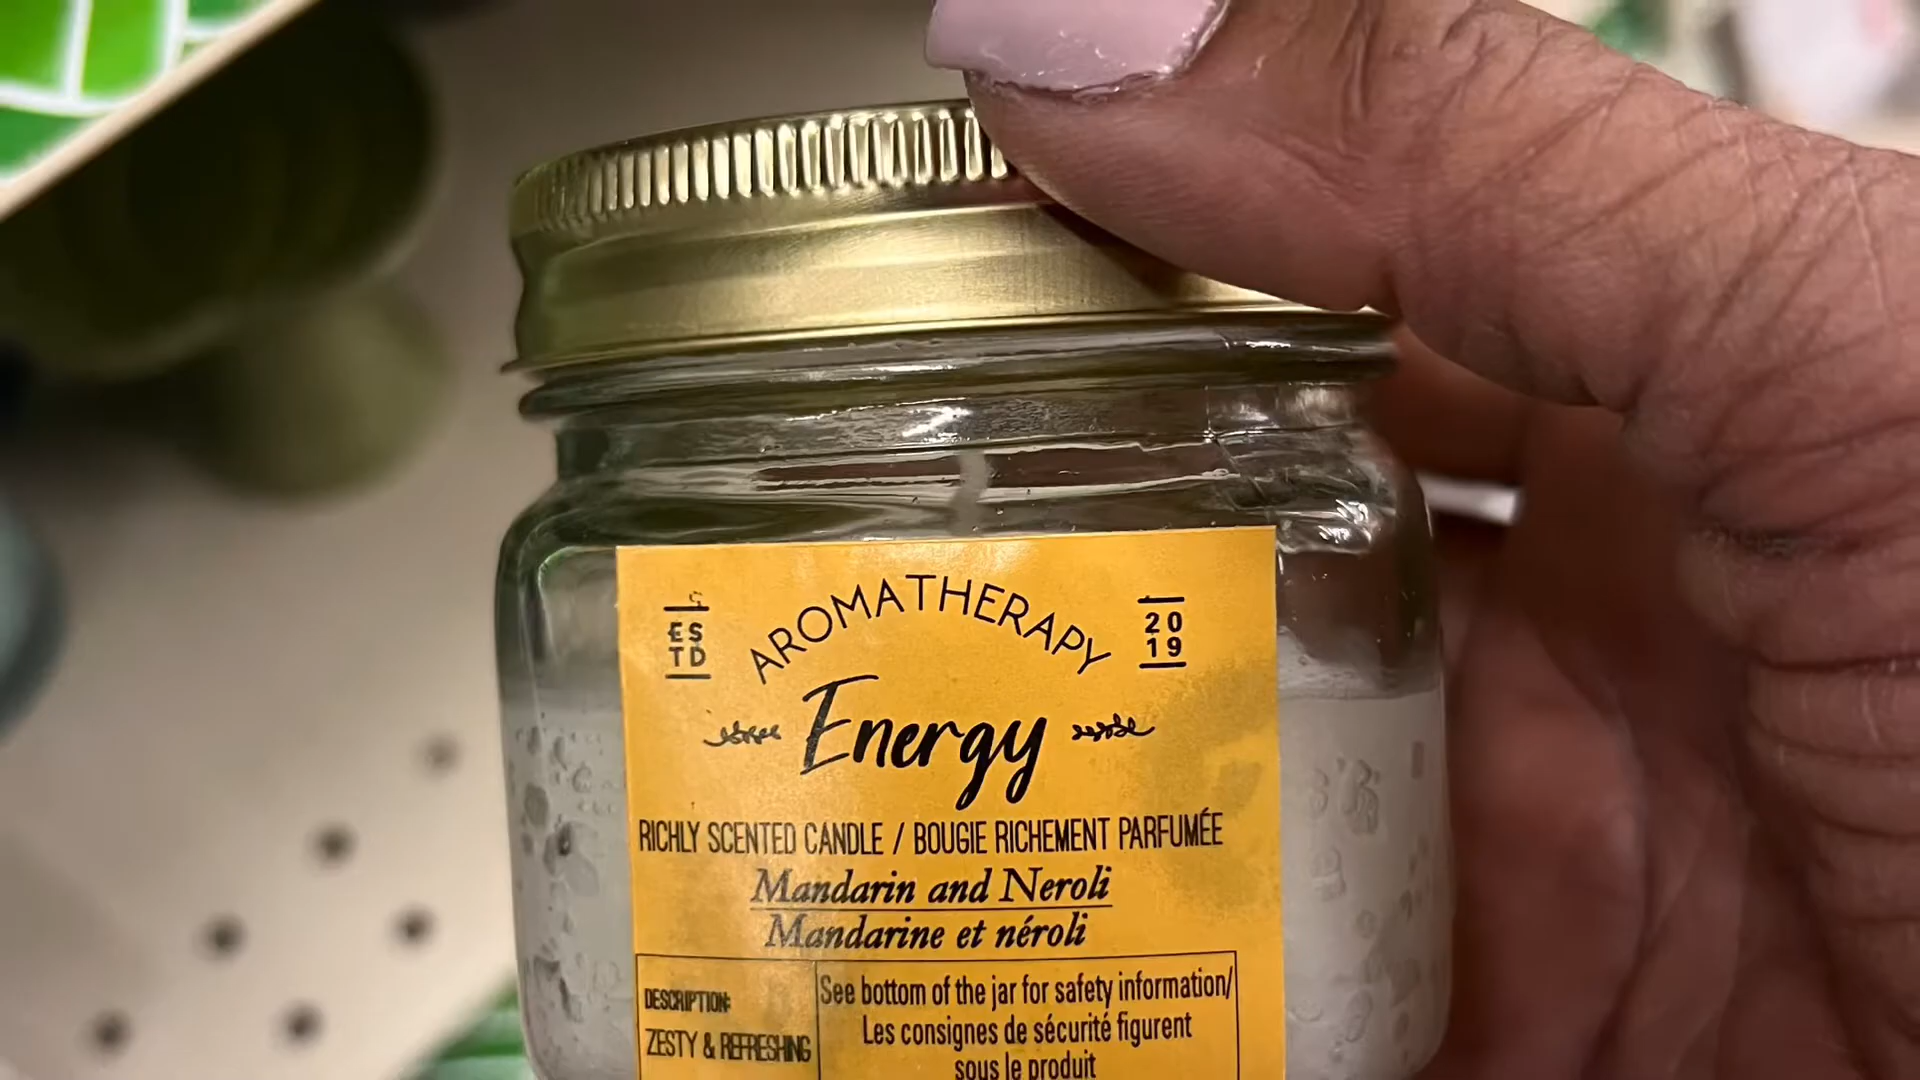 AROMATHERAPY
ES
TD
20
19
Energy
RICHLY SCENTED CANDLE / BOUGIE RICHEMENT PARFUMÉE
Mandarin and Neroli
Mandarine et néroli
DESCRIPTION:
ZESTY & REFRESHING
See bottom of the jar for safety information/
Les consignes de sécurité figurent
sous le produit